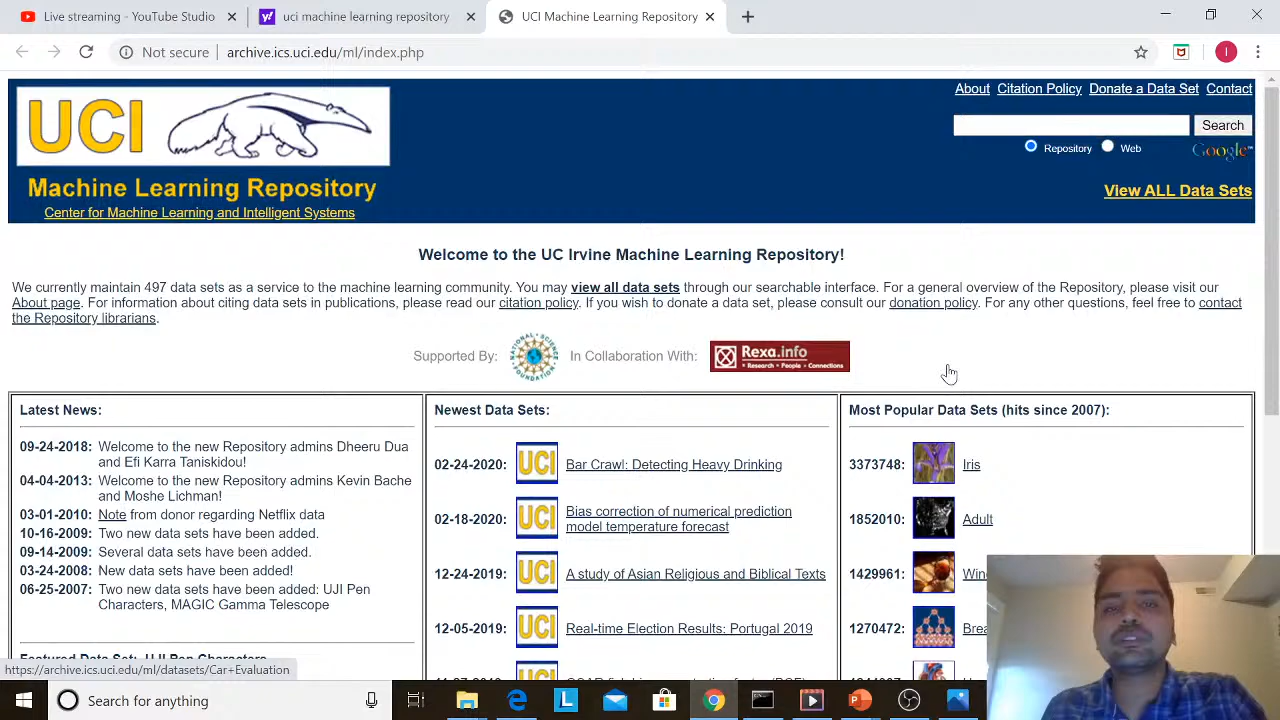 Live streaming - YouTube Studio
uci machine learning repository
UCI Machine Learning Repository
Not secure
archive.ics.uci.edu/ml/index.php
I
UCI
Machine Learning Repository
Center for Machine Learning and Intelligent Systems
About Citation Policy Donate a Data Set Contact
Search
Repository Web
Google
View ALL Data Sets
Welcome to the UC Irvine Machine Learning Repository!
We currently maintain 497 data sets as a service to the machine learning community. You may view all data sets through our searchable interface. For a general overview of the Repository, please visit our
About page. For information about citing data sets in publications, please read our citation policy. If you wish to donate a data set, please consult our donation policy. For any other questions, feel free to contact
the Repository librarians.
Supported By:
NATIONAL SCIENCE FOUNDATION
In Collaboration With:
Rexa.info
Research People Connections
Latest News:
09-24-2018: Welcome to the new Repository admins Dheeru Dua
and Efi Karra Taniskidou!
04-04-2013: Welcome to the new Repository admins Kevin Bache
and Moshe Lichman!
03-01-2010: Note from donor regarding Netflix data
10-16-2009: Two new data sets have been added.
09-14-2009: Several data sets have been added.
03-24-2008: New data sets have been added!
06-25-2007: Two new data sets have been added: UJI Pen
Characters, MAGIC Gamma Telescope
Featured Data Set: UJI Pen Characters
Newest Data Sets:
02-24-2020: UCI Bar Crawl: Detecting Heavy Drinking
02-18-2020: UCI Bias correction of numerical prediction
model temperature forecast
12-24-2019: UCI A study of Asian Religious and Biblical Texts
12-05-2019: UCI Real-time Election Results: Portugal 2019
UCI
Most Popular Data Sets (hits since 2007):
3373748: Iris
1852010: Adult
1429961:
1270472:
https://archive.ics.uci.edu/ml/datasets/Car+Evaluation
Search for anything